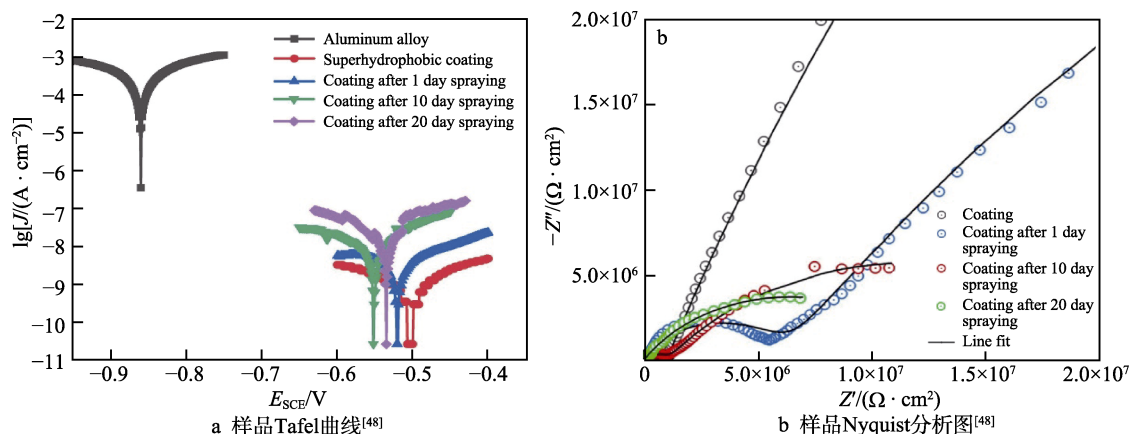 −2
−3
−4
−5
−6
−7
−8
−9
−10
−11
lg[J/(A · cm⁻²)]
Aluminum alloy
Superhydrophobic coating
Coating after 1 day spraying
Coating after 10 day spraying
Coating after 20 day spraying
−0.9 −0.8 −0.7 −0.6 −0.5 −0.4
E_SCE/V
a 样品Tafel曲线[48]
b
2.0×10⁷
1.5×10⁷
1.0×10⁷
5.0×10⁶
0
−Z″/(Ω · cm²)
Coating
Coating after 1 day
spraying
Coating after 10 day
spraying
Coating after 20 day
spraying
Line fit
0 5.0×10⁶ 1.0×10⁷ 1.5×10⁷ 2.0×10⁷
Z′/(Ω · cm²)
b 样品Nyquist分析图[48]